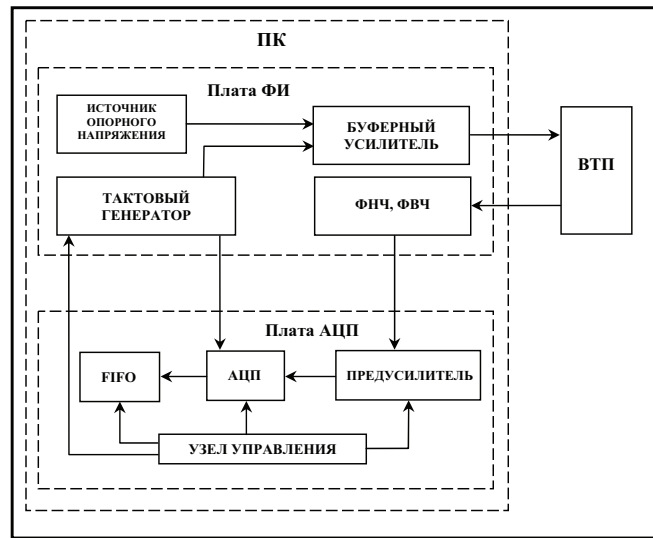 ПК
Плата ФИ
ИСТОЧНИК
ОПОРНОГО
НАПРЯЖЕНИЯ
БУФЕРНЫЙ
УСИЛИТЕЛЬ
ВТП
ТАКТОВЫЙ
ГЕНЕРАТОР
ФНЧ, ФВЧ
Плата АЦП
FIFO
АЦП
ПРЕДУСИЛИТЕЛЬ
УЗЕЛ УПРАВЛЕНИЯ